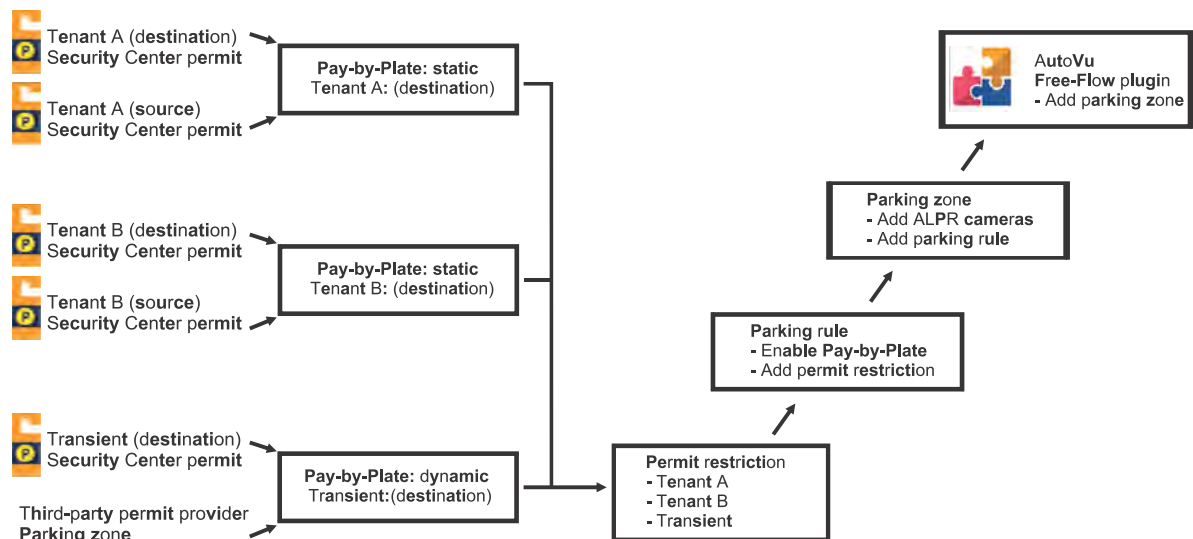 Tenant A (destination)
Security Center permit
Pay-by-Plate: static
Tenant A: (destination)
Tenant A (source)
Security Center permit
Tenant B (destination)
Security Center permit
Pay-by-Plate: static
Tenant B: (destination)
Tenant B (source)
Security Center permit
Transient (destination)
Security Center permit
Pay-by-Plate: dynamic
Transient:(destination)
Third-party permit provider
Parking zone
Permit restriction
- Tenant A
- Tenant B
- Transient
Parking rule
- Enable Pay-by-Plate
- Add permit restriction
Parking zone
- Add ALPR cameras
- Add parking rule
AutoVu
Free-Flow plugin
- Add parking zone
P
P
P
P
P